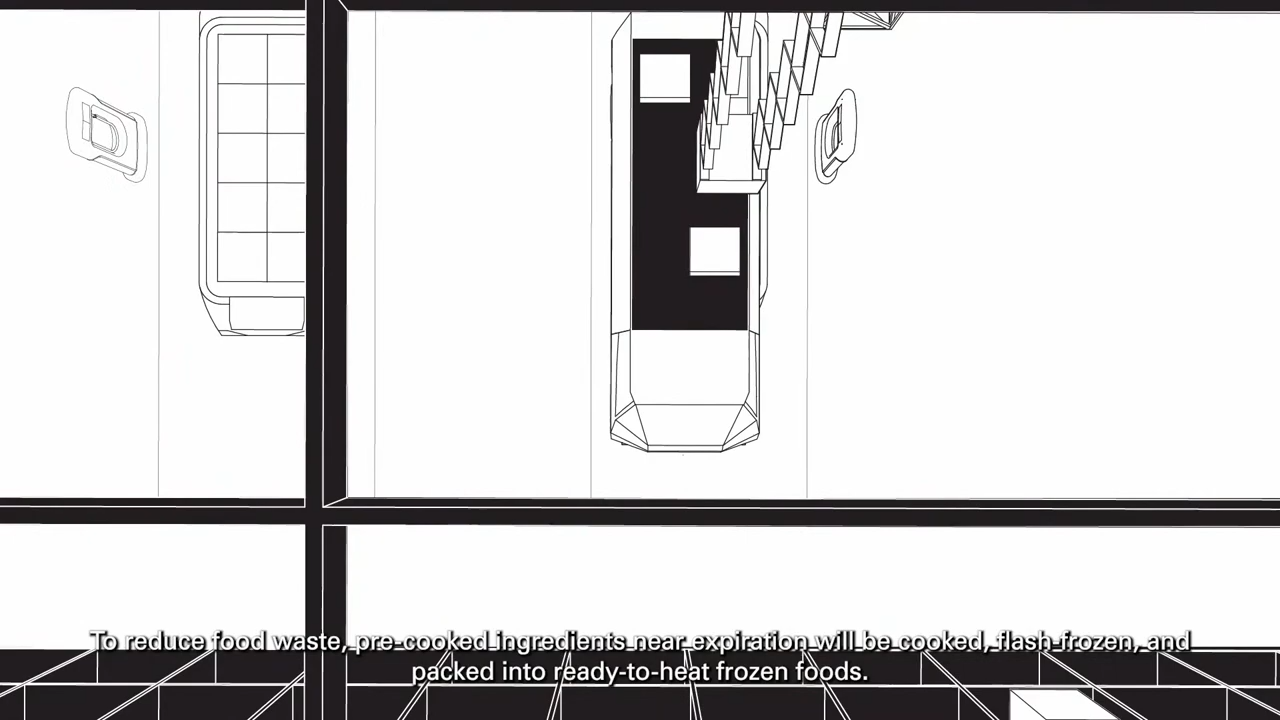 To reduce food waste, pre-cooked ingredients near expiration will be cooked, flash-frozen, and
packed into ready-to-heat frozen foods.